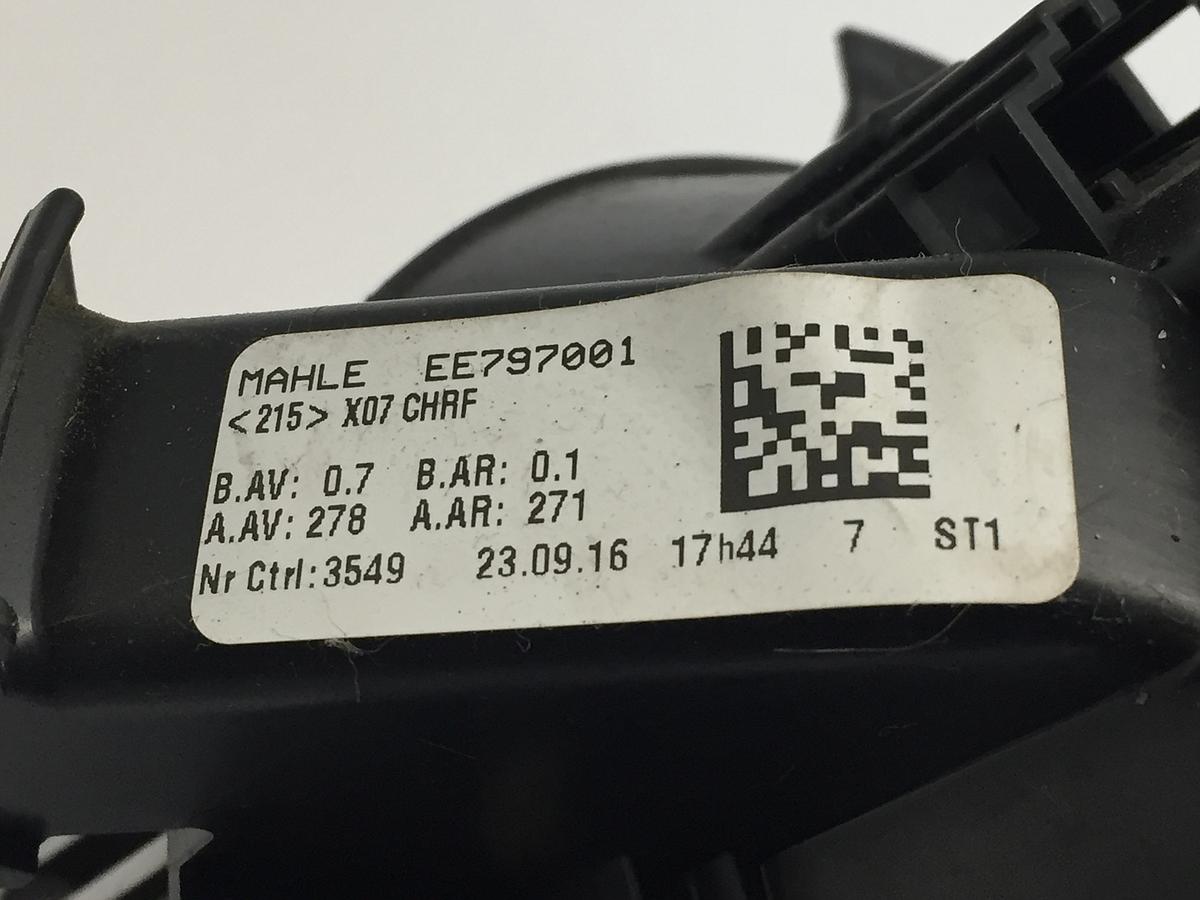 MAHLE EE797001
<215> X07 CHRF
B.AV: 0.7 B.AR: 0.1
A.AV: 278 A.AR: 271
Nr Ctrl:3549 23.09.16 17h44 7 ST1